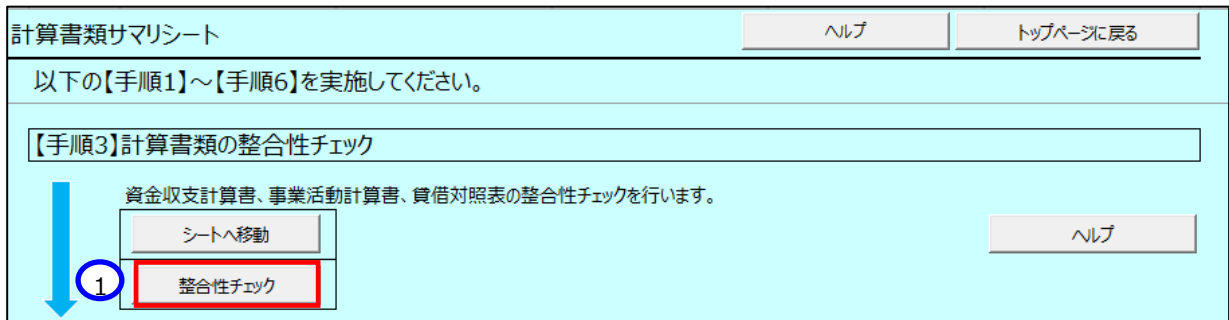 計算書類サマリシート
ヘルプ
トップページに戻る
以下の【手順1】～【手順6】を実施してください。
【手順3】計算書類の整合性チェック
資金収支計算書、事業活動計算書、貸借対照表の整合性チェックを行います。
シートへ移動
ヘルプ
1
整合性チェック